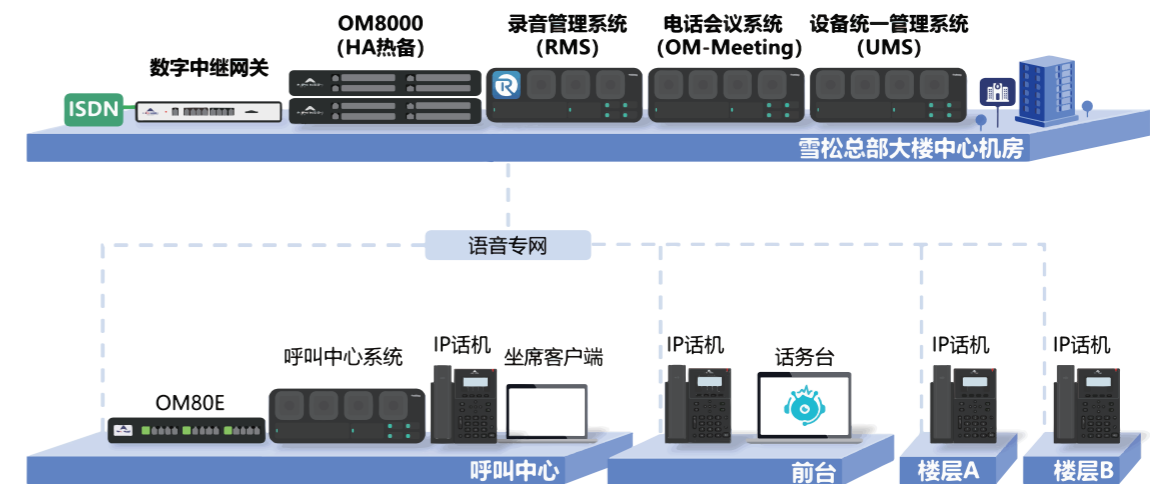 OM8000
（HA热备）
录音管理系统
（RMS）
电话会议系统
（OM-Meeting）
设备统一管理系统
（UMS）
数字中继网关
ISDN
R
雪松总部大楼中心机房
语音专网
呼叫中心系统
IP话机
坐席客户端
OM80E
呼叫中心
IP话机
话务台
前台
IP话机
楼层A
IP话机
楼层B